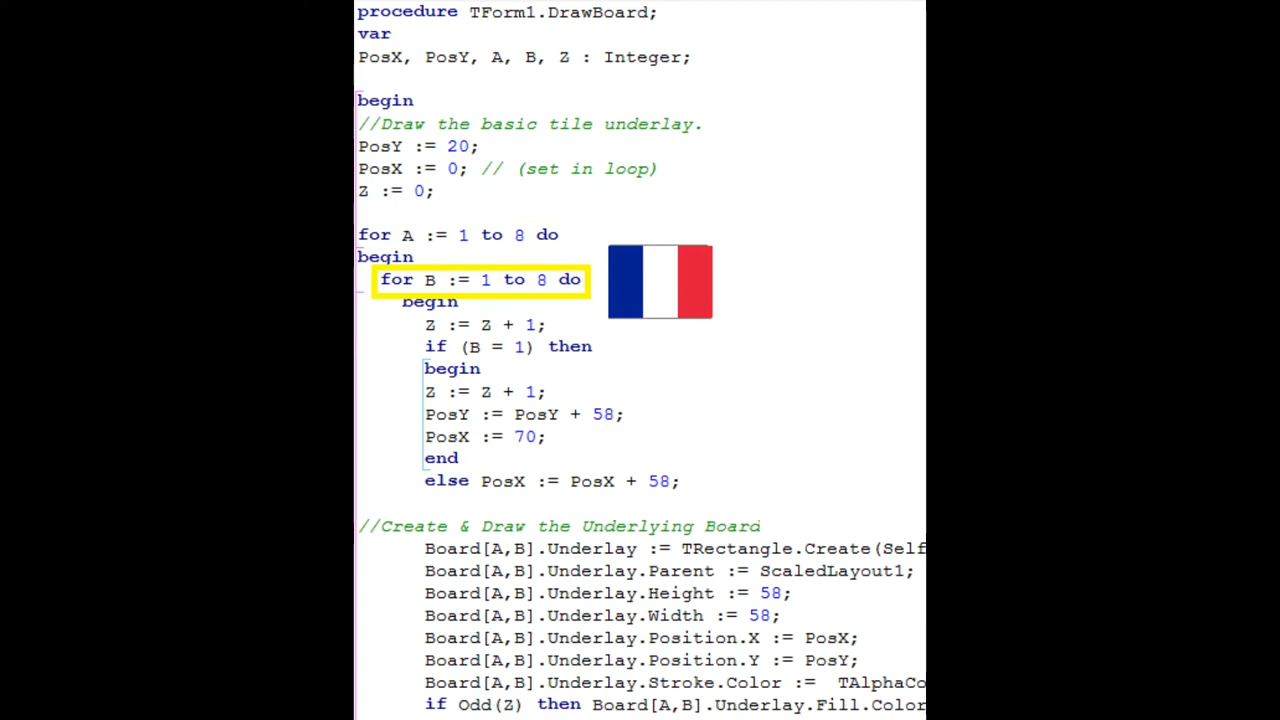 procedure TForm1.DrawBoard;
var
PosX, PosY, A, B, Z : Integer;
begin
//Draw the basic tile underlay.
PosY := 20;
PosX := 0; // (set in loop)
Z := 0;
for A := 1 to 8 do
begin
for B := 1 to 8 do
begin
Z := Z + 1;
if (B = 1) then
begin
Z := Z + 1;
PosY := PosY + 58;
PosX := 70;
end
else PosX := PosX + 58;
//Create & Draw the Underlying Board
Board[A,B].Underlay := TRectangle.Create(Self
Board[A,B].Underlay.Parent := ScaledLayout1;
Board[A,B].Underlay.Height := 58;
Board[A,B].Underlay.Width := 58;
Board[A,B].Underlay.Position.X := PosX;
Board[A,B].Underlay.Position.Y := PosY;
Board[A,B].Underlay.Stroke.Color := TAlphaCo
if Odd(Z) then Board[A,B].Underlay.Fill.Color